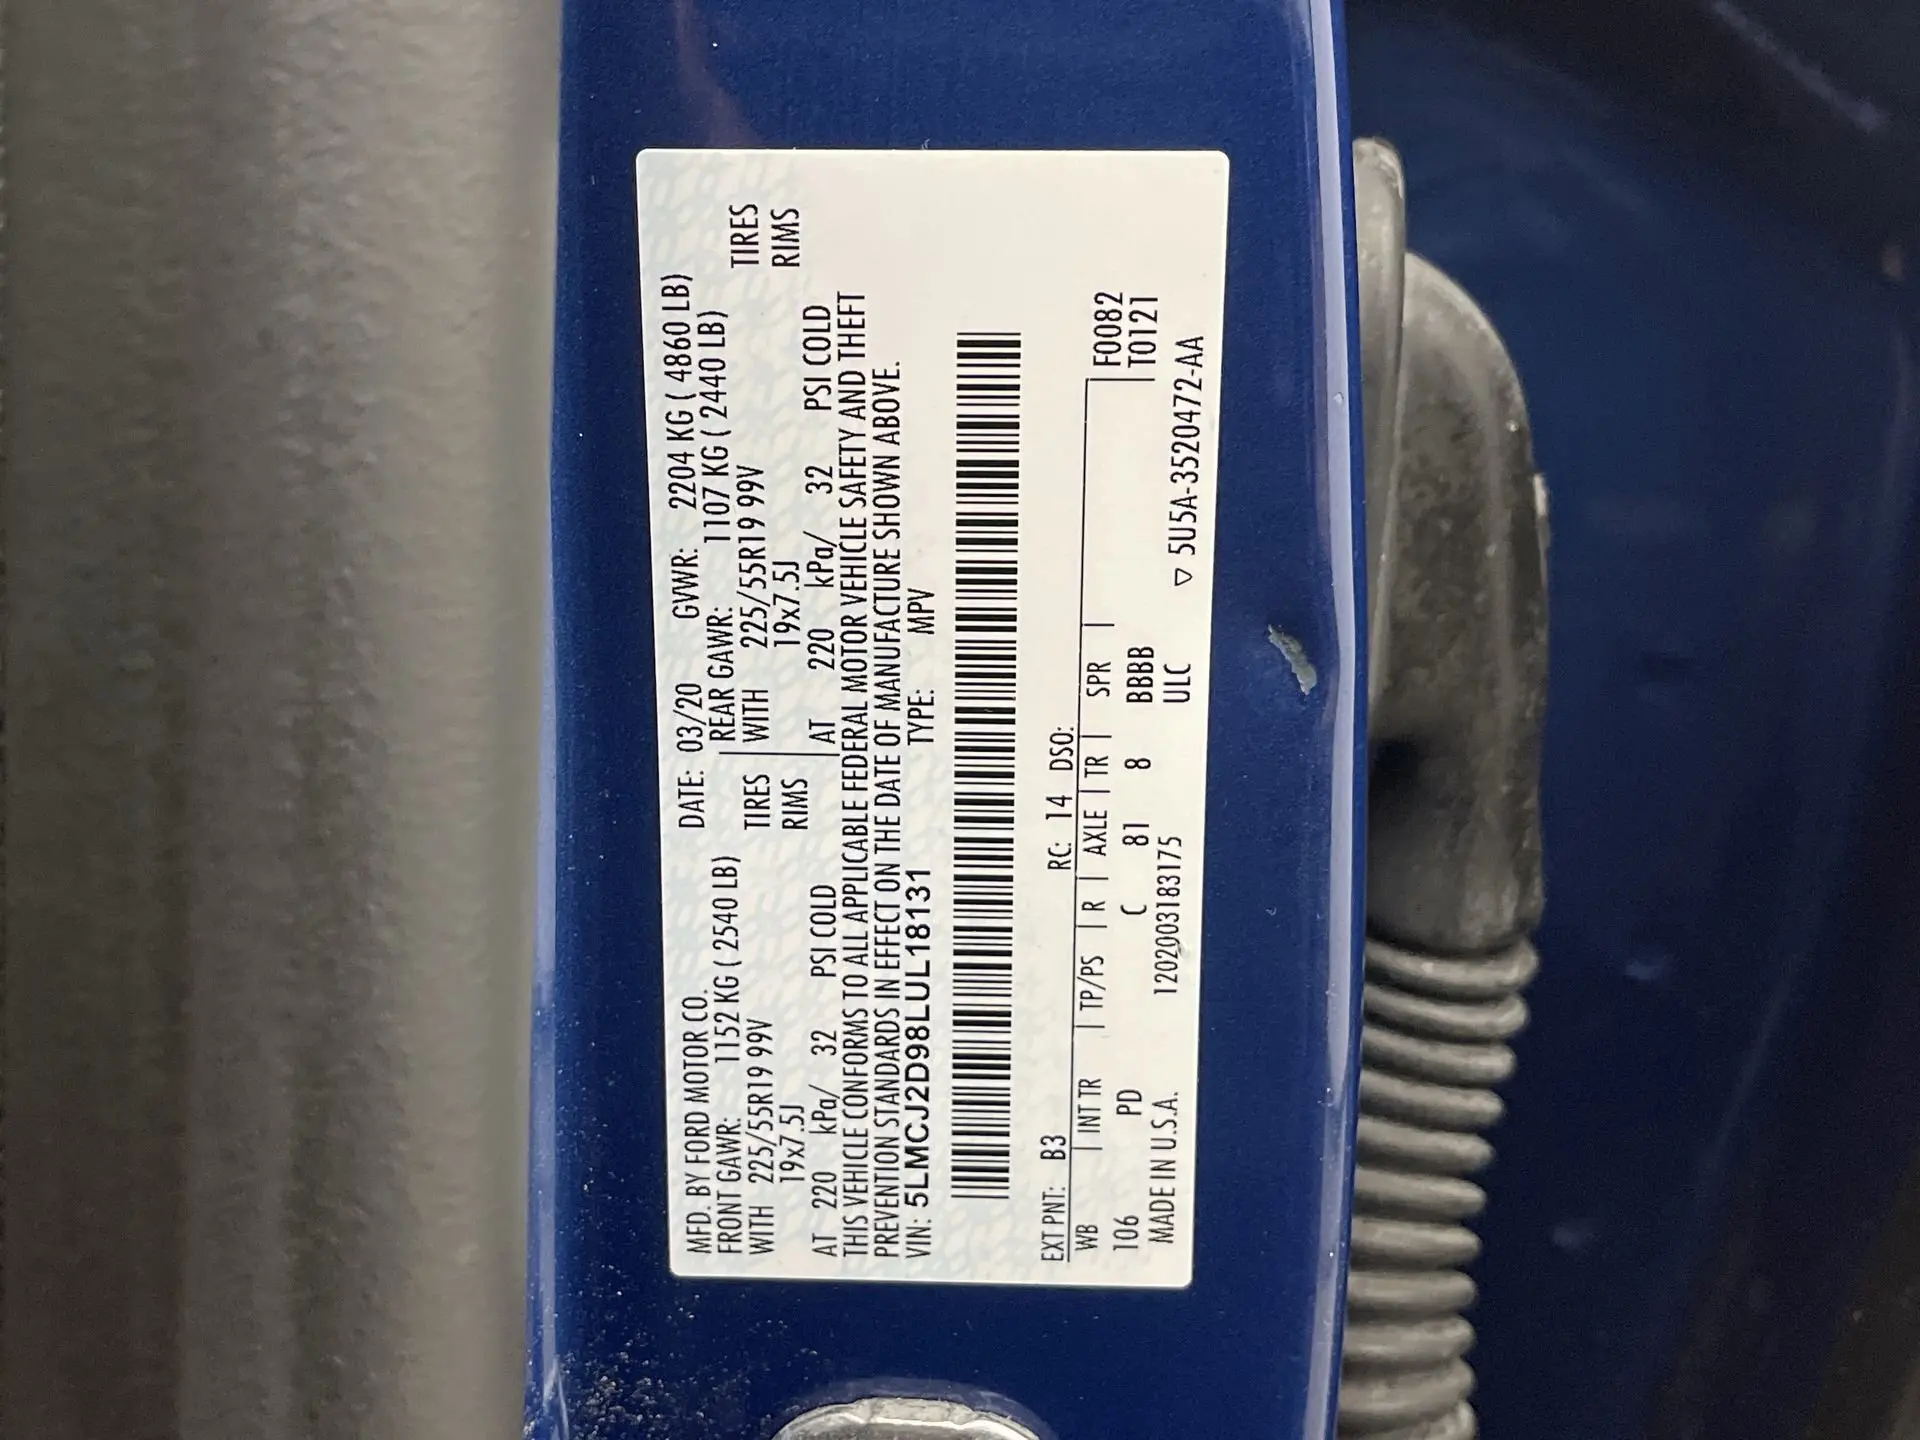 MFD. BY FORD MOTOR CO. DATE: 03/20 GVWR: 2204 KG ( 4860 LB)
FRONT GAWR: 1152 KG ( 2540 LB) REAR GAWR: 1107 KG ( 2440 LB)
WITH 225/55R19 99V TIRES WITH 225/55R19 99V TIRES
19x7.5J RIMS 19x7.5J RIMS
AT 220 kPa/ 32 PSI COLD AT 220 kPa/ 32 PSI COLD
THIS VEHICLE CONFORMS TO ALL APPLICABLE FEDERAL MOTOR VEHICLE SAFETY AND THEFT
PREVENTION STANDARDS IN EFFECT ON THE DATE OF MANUFACTURE SHOWN ABOVE.
VIN: 5LMCJ2D98LUL18131 TYPE: MPV
EXT PNT: B3 RC: 14 DSO:
WB | INT TR | TP/PS | R | AXLE | TR | SPR | F0082
106 PD C 81 8 BBBB T0121
MADE IN U.S.A. 120200318​3175 ULC ▽ 5U5A-3520472-AA